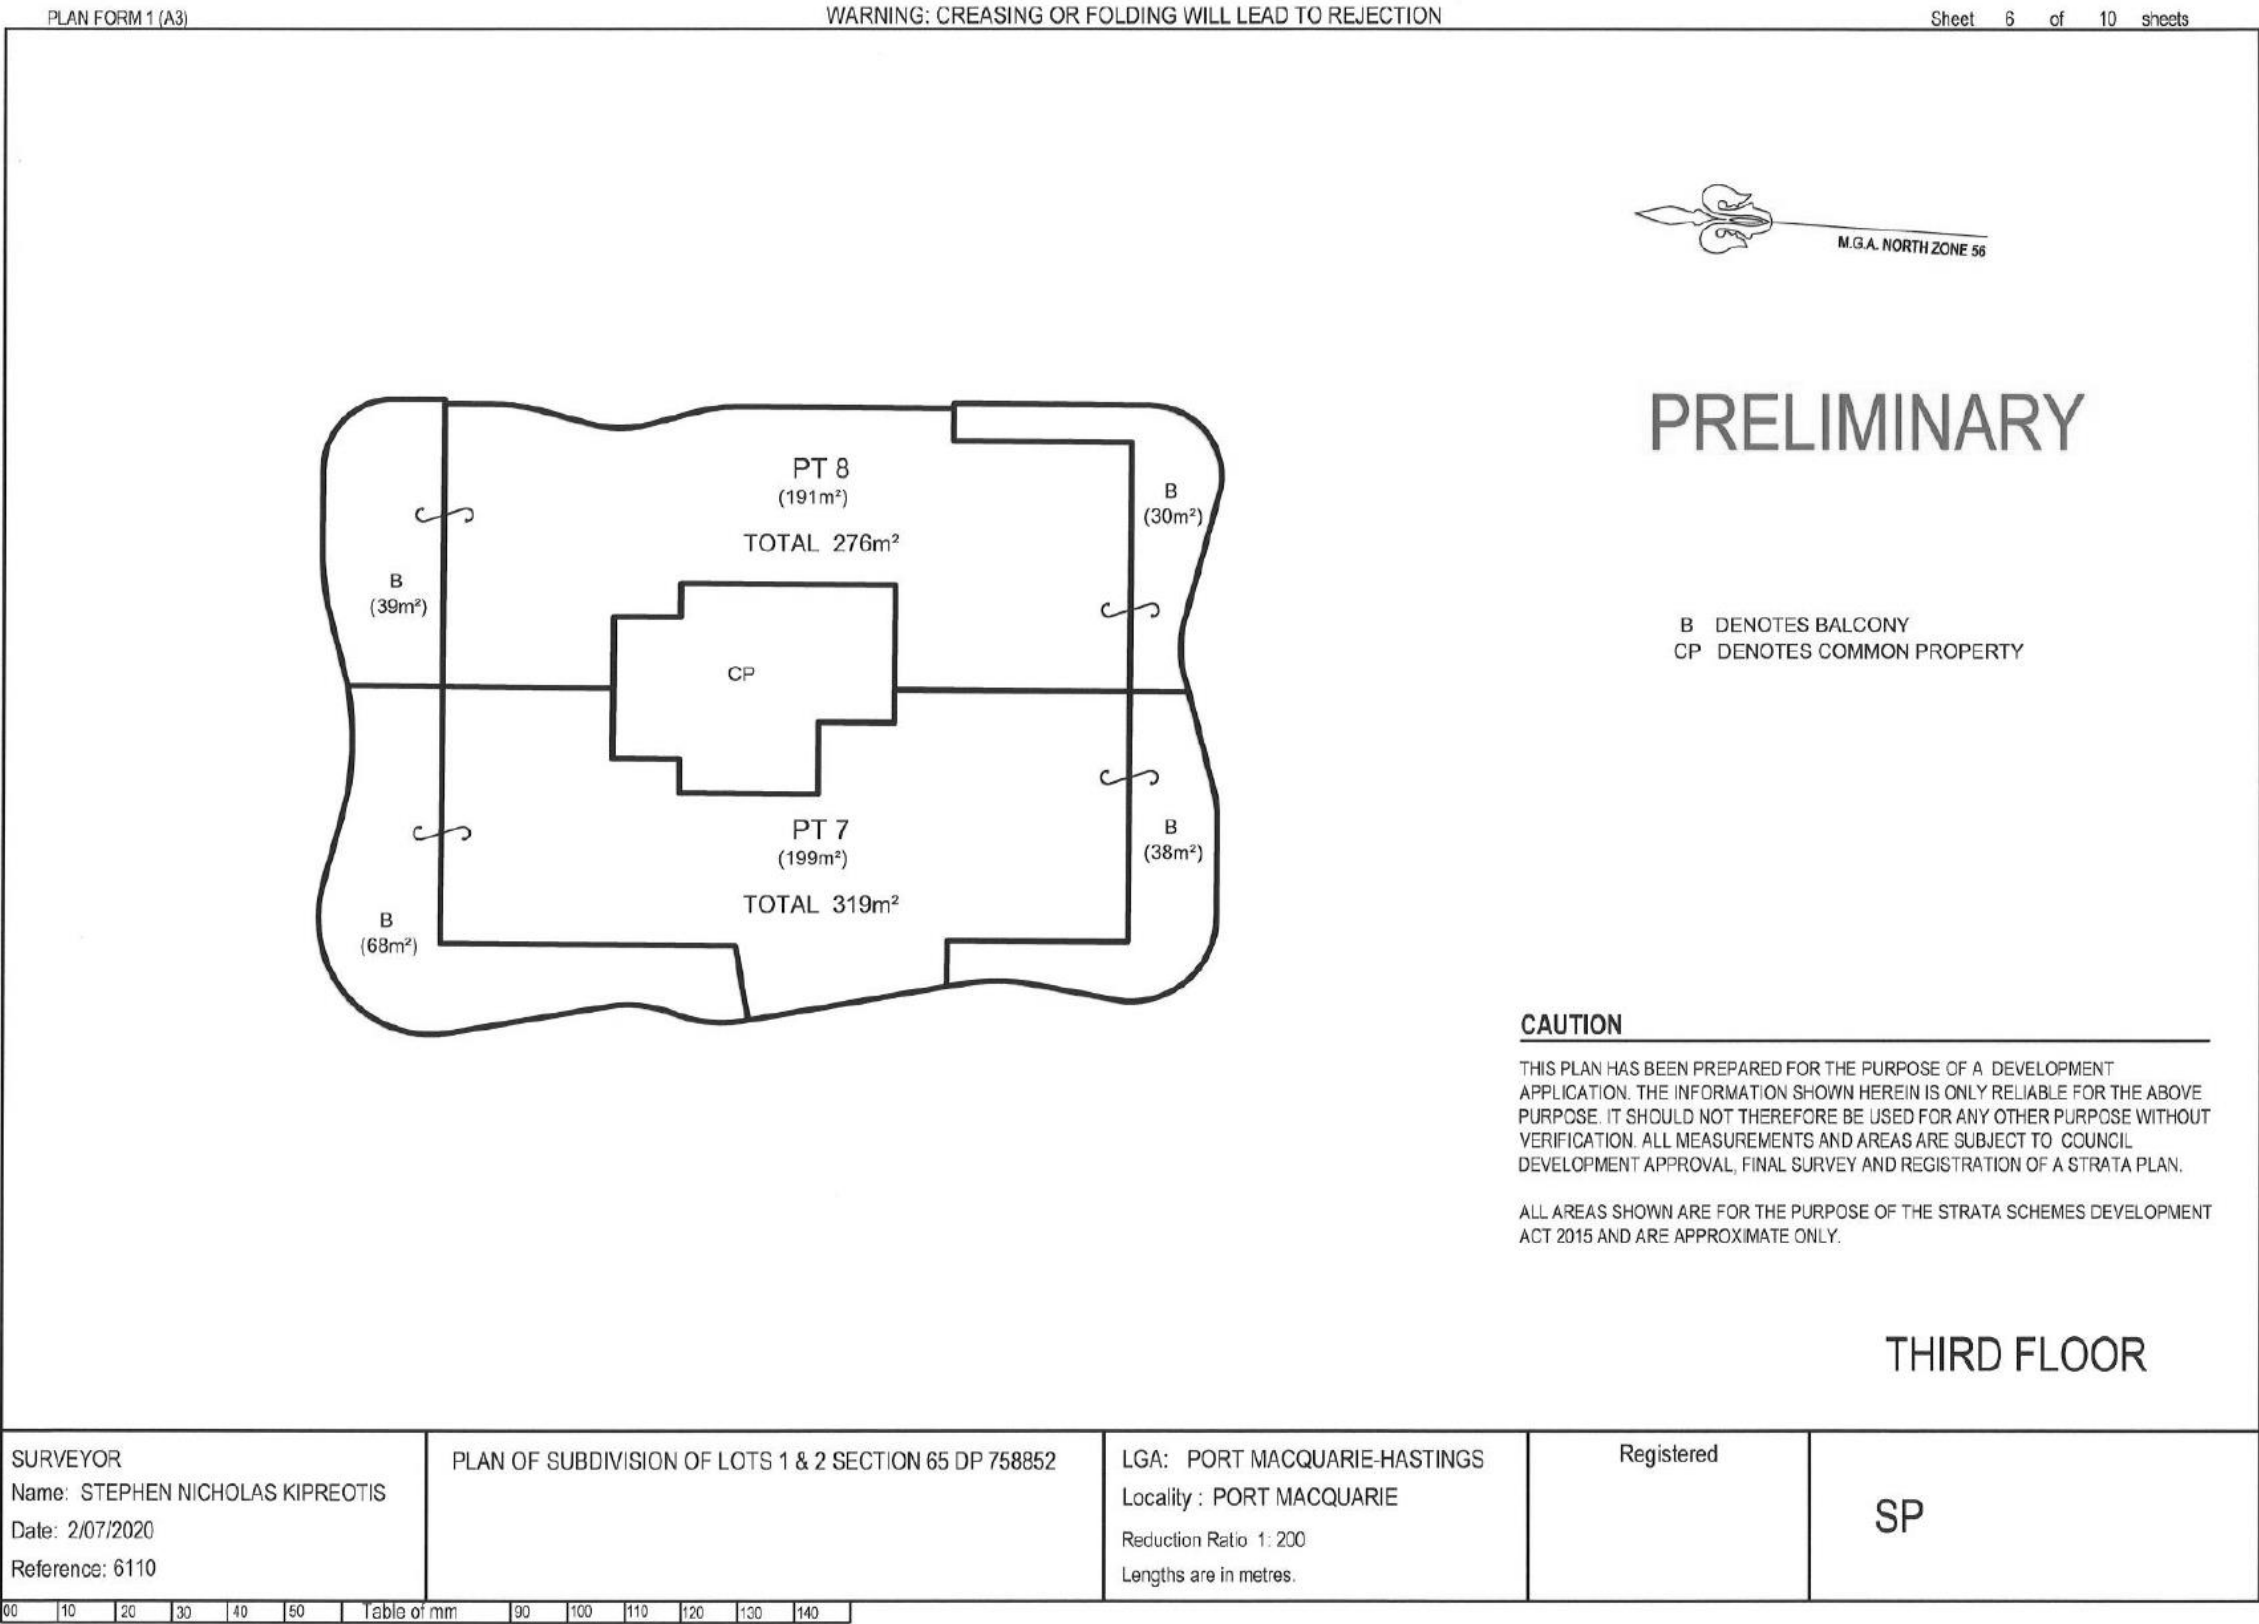 PLAN FORM 1 (A3)
WARNING: CREASING OR FOLDING WILL LEAD TO REJECTION
Sheet 6 of 10 sheets
M.G.A. NORTH ZONE 56
PRELIMINARY
PT 8
(191m²)
TOTAL 276m²
B
(30m²)
B
(39m²)
B DENOTES BALCONY
CP DENOTES COMMON PROPERTY
CP
PT 7
(199m²)
TOTAL 319m²
B
(38m²)
B
(68m²)
CAUTION
THIS PLAN HAS BEEN PREPARED FOR THE PURPOSE OF A DEVELOPMENT
APPLICATION. THE INFORMATION SHOWN HEREIN IS ONLY RELIABLE FOR THE ABOVE
PURPOSE. IT SHOULD NOT THEREFORE BE USED FOR ANY OTHER PURPOSE WITHOUT
VERIFICATION. ALL MEASUREMENTS AND AREAS ARE SUBJECT TO COUNCIL
DEVELOPMENT APPROVAL, FINAL SURVEY AND REGISTRATION OF A STRATA PLAN.
ALL AREAS SHOWN ARE FOR THE PURPOSE OF THE STRATA SCHEMES DEVELOPMENT
ACT 2015 AND ARE APPROXIMATE ONLY.
THIRD FLOOR
SURVEYOR
Name: STEPHEN NICHOLAS KIPREOTIS
Date: 2/07/2020
Reference: 6110
PLAN OF SUBDIVISION OF LOTS 1 & 2 SECTION 65 DP 758852
LGA: PORT MACQUARIE-HASTINGS
Locality : PORT MACQUARIE
Reduction Ratio 1: 200
Lengths are in metres.
Registered
SP
00 10 20 30 40 50 Table of mm 90 100 110 120 130 140